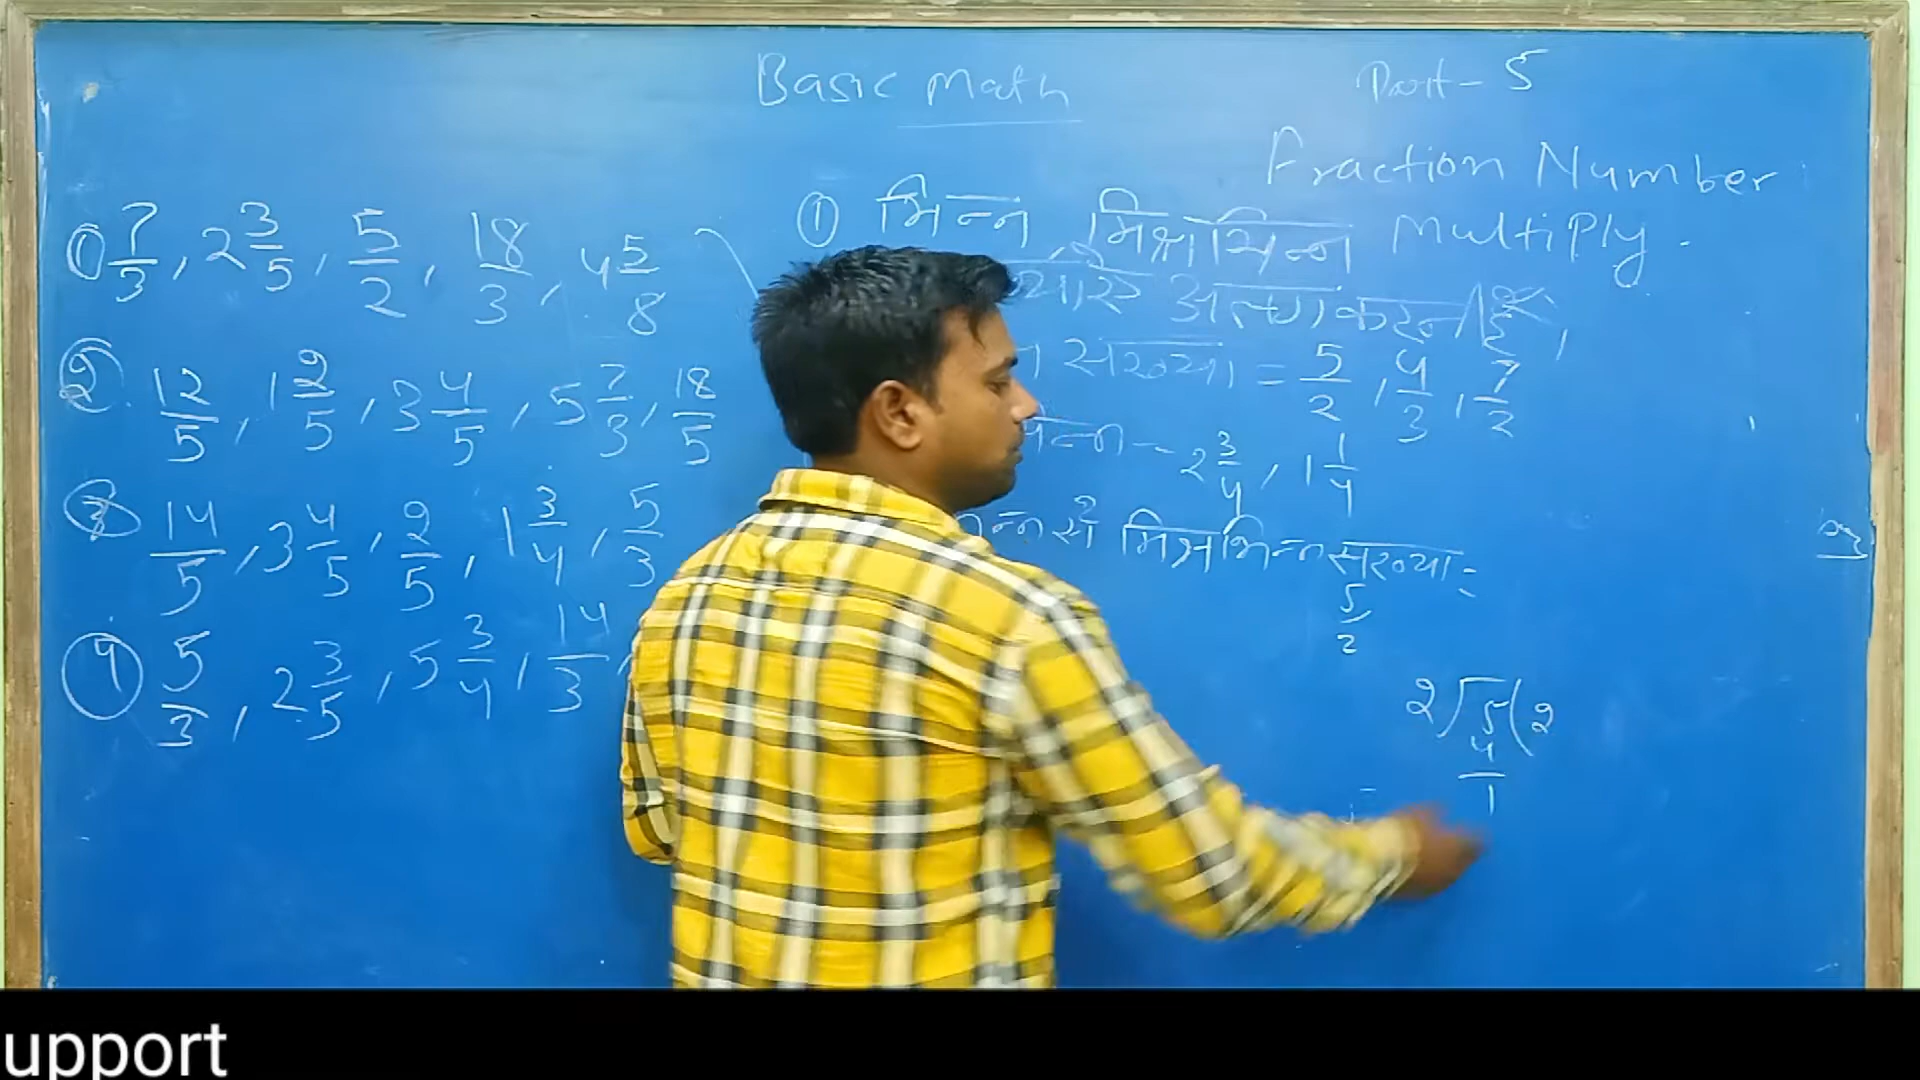 Basic Math Part-5
Fraction Number
① 7/3, 2 3/5, 5/2, 18/3, 4 5/8
① भिन्न, मिश्रभिन्न Multiply.
संख्या = 5/2, 4/3, 7/2
② 12/5, 1 2/5, 3 4/5, 5 7/3, 18/5
2 3/4, 1 1/4
③ 14/5, 3 4/5, 2/5, 1 3/4, 5/3
से मिश्रभिन्न संख्या:
5/2
④ 5/3, 2 3/5, 5 3/4, 14/3
2)5(2
4
1
upport